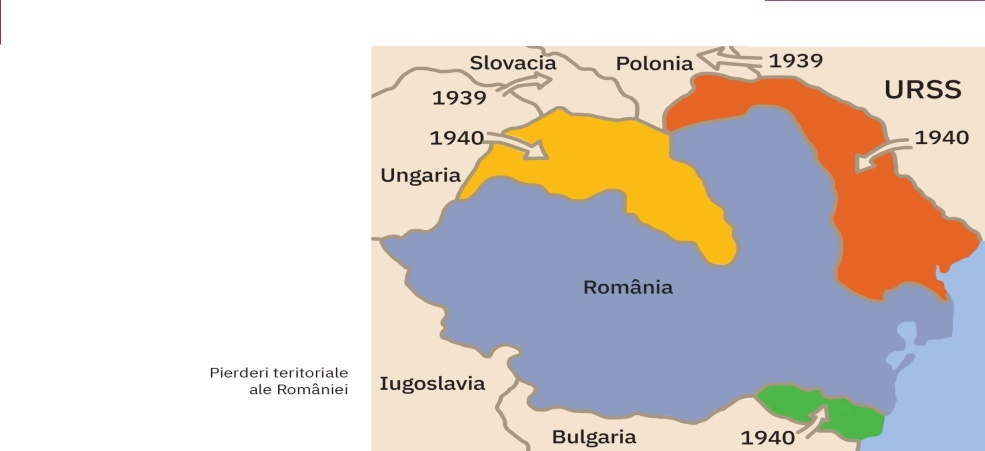 Slovacia
Polonia
1939
URSS
1939
1940
1940
Ungaria
România
Pierderi teritoriale
ale României
Iugoslavia
Bulgaria
1940